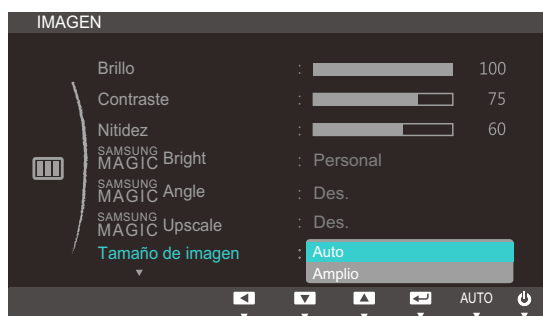 IMAGEN
Brillo : 100
Contraste : 75
Nitidez : 60
SAMSUNG MAGIC Bright : Personal
SAMSUNG MAGIC Angle : Des.
SAMSUNG MAGIC Upscale : Des.
Tamaño de imagen : Auto
Amplio
AUTO